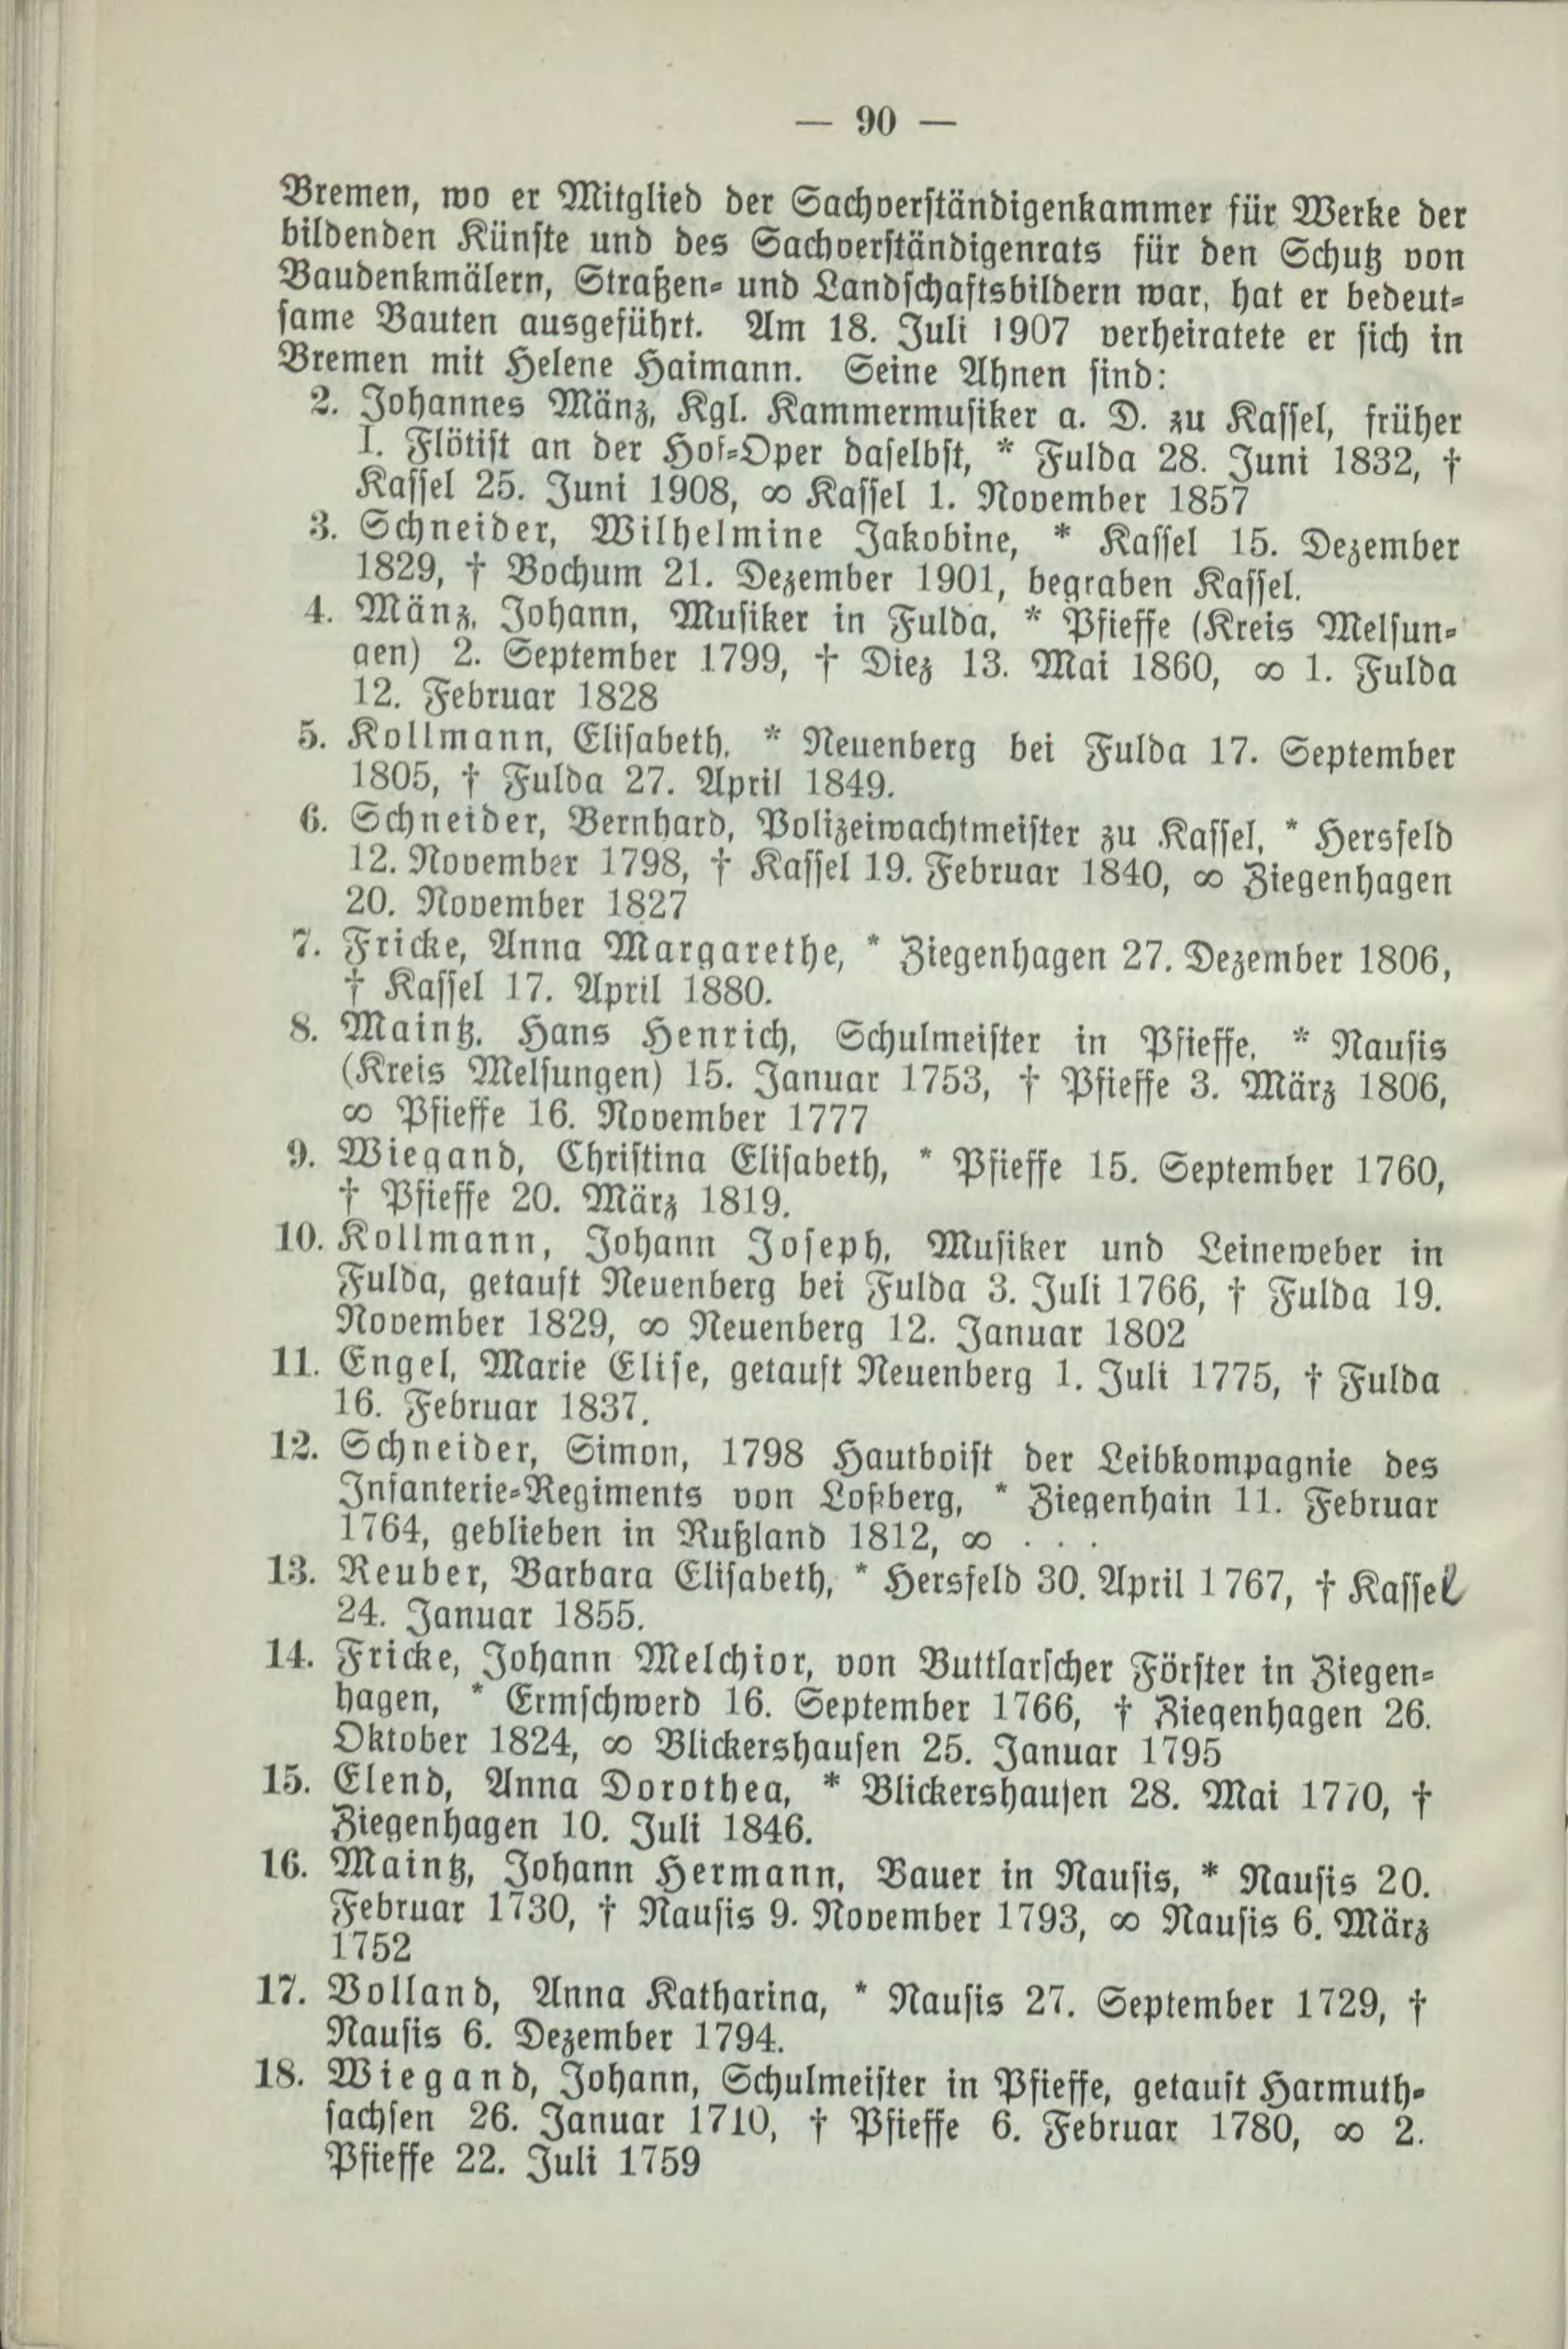 — 90 —
Bremen, wo er Mitglied der Sachverständigenkammer für Werke der
bildenden Künste und des Sachverständigenrats für den Schutz von
Baudenkmälern, Straßen- und Landschaftsbildern war, hat er bedeut-
same Bauten ausgeführt. Am 18. Juli 1907 verheiratete er sich in
Bremen mit Helene Haimann. Seine Ahnen sind:
2. Johannes Mänz, Kgl. Kammermusiker a. D. zu Kassel, früher
I. Flötist an der Hof-Oper daselbst, * Fulda 28. Juni 1832, †
Kassel 25. Juni 1908, ∞ Kassel 1. November 1857
3. Schneider, Wilhelmine Jakobine, * Kassel 15. Dezember
1829, † Bochum 21. Dezember 1901, begraben Kassel.
4. Mänz, Johann, Musiker in Fulda, * Pfieffe (Kreis Melsun-
gen) 2. September 1799, † Diez 13. Mai 1860, ∞ 1. Fulda
12. Februar 1828
5. Kollmann, Elisabeth, * Neuenberg bei Fulda 17. September
1805, † Fulda 27. April 1849.
6. Schneider, Bernhard, Polizeiwachtmeister zu Kassel, * Hersfeld
12. November 1798, † Kassel 19. Februar 1840, ∞ Ziegenhagen
20. November 1827
7. Fricke, Anna Margarethe, * Ziegenhagen 27. Dezember 1806,
† Kassel 17. April 1880.
8. Maintz, Hans Henrich, Schulmeister in Pfieffe, * Nausis
(Kreis Melsungen) 15. Januar 1753, † Pfieffe 3. März 1806,
∞ Pfieffe 16. November 1777
9. Wiegand, Christina Elisabeth, * Pfieffe 15. September 1760,
† Pfieffe 20. März 1819.
10. Kollmann, Johann Joseph, Musiker und Leineweber in
Fulda, getauft Neuenberg bei Fulda 3. Juli 1766, † Fulda 19.
November 1829, ∞ Neuenberg 12. Januar 1802
11. Engel, Marie Elise, getauft Neuenberg 1. Juli 1775, † Fulda
16. Februar 1837.
12. Schneider, Simon, 1798 Hautboist der Leibkompagnie des
Infanterie-Regiments von Loßberg, * Ziegenhain 11. Februar
1764, geblieben in Rußland 1812, ∞ . . .
13. Reuber, Barbara Elisabeth, * Hersfeld 30. April 1767, † Kassel
24. Januar 1855.
14. Fricke, Johann Melchior, von Buttlarscher Förster in Ziegen-
hagen, * Ermschwerd 16. September 1766, † Ziegenhagen 26.
Oktober 1824, ∞ Blickershausen 25. Januar 1795
15. Elend, Anna Dorothea, * Blickershausen 28. Mai 1770, †
Ziegenhagen 10. Juli 1846.
16. Maintz, Johann Hermann, Bauer in Nausis, * Nausis 20.
Februar 1730, † Nausis 9. November 1793, ∞ Nausis 6. März
1752
17. Volland, Anna Katharina, * Nausis 27. September 1729, †
Nausis 6. Dezember 1794.
18. Wiegand, Johann, Schulmeister in Pfieffe, getauft Harmuth-
sachsen 26. Januar 1710, † Pfieffe 6. Februar 1780, ∞ 2.
Pfieffe 22. Juli 1759